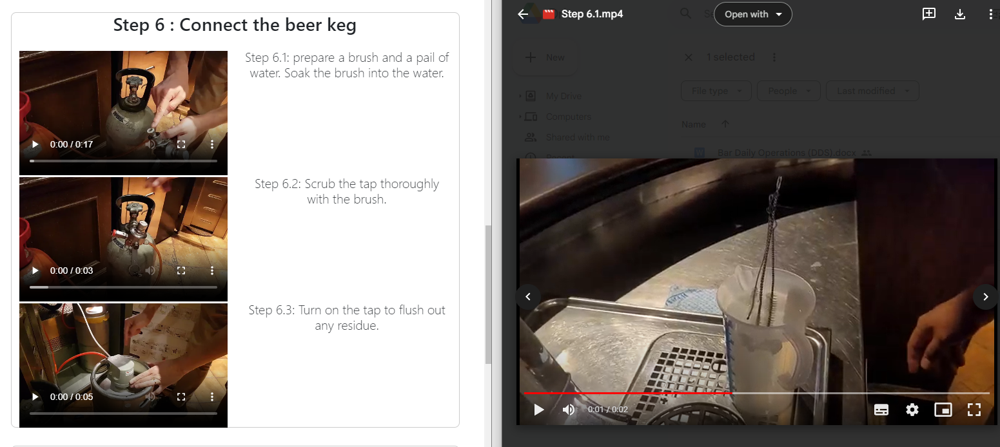 Step 6 : Connect the beer keg
Step 6.1: prepare a brush and a pail of
water. Soak the brush into the water.
0:00 / 0:17
Step 6.2: Scrub the tap thoroughly
with the brush.
0:00 / 0:03
Step 6.3: Turn on the tap to flush out
any residue.
0:00 / 0:05
Step 6.1.mp4
Open with
New
1 selected
My Drive
File type
People
Last modified
Computers
Name
Shared with me
Bar Daily Operations (DDS).docx
Recent
0:01 / 0:02